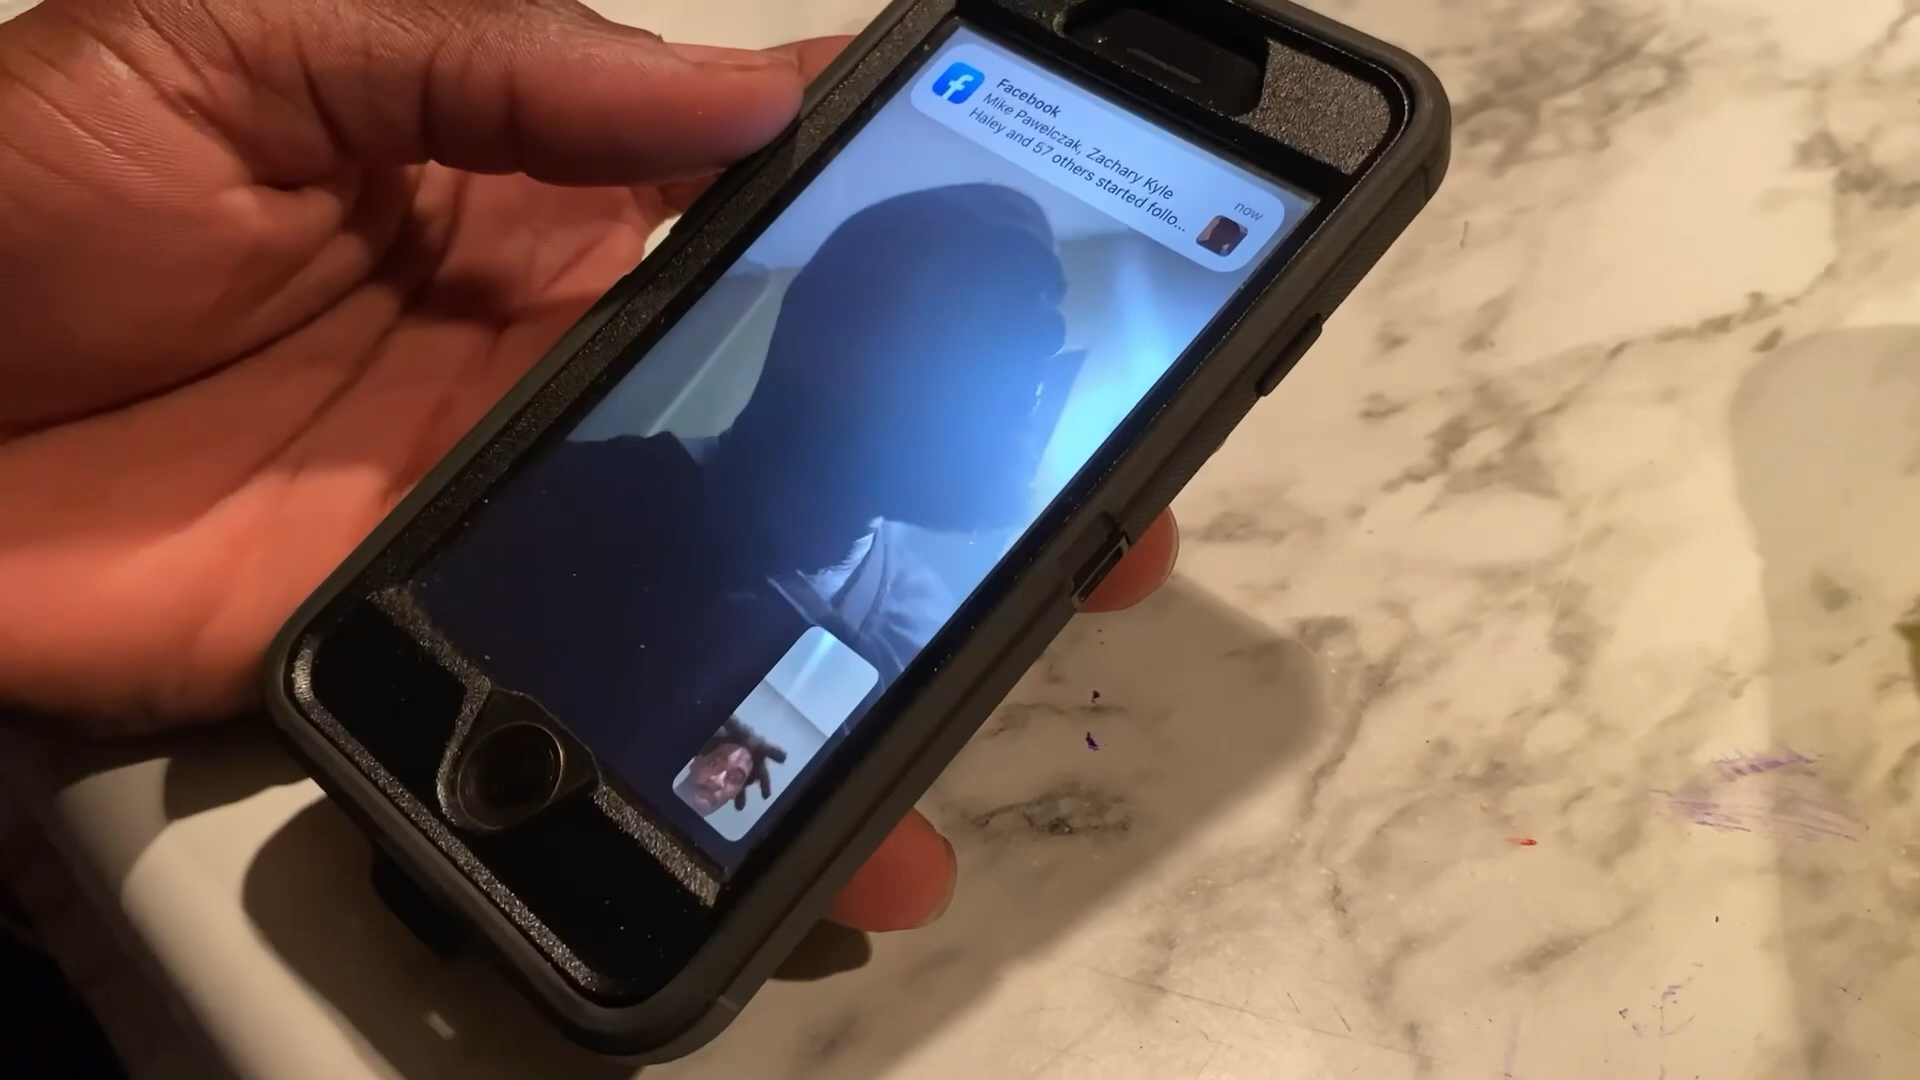 Facebook
Mike Pawelczak, Zachary Kyle
Haley and 57 others started follo...
now